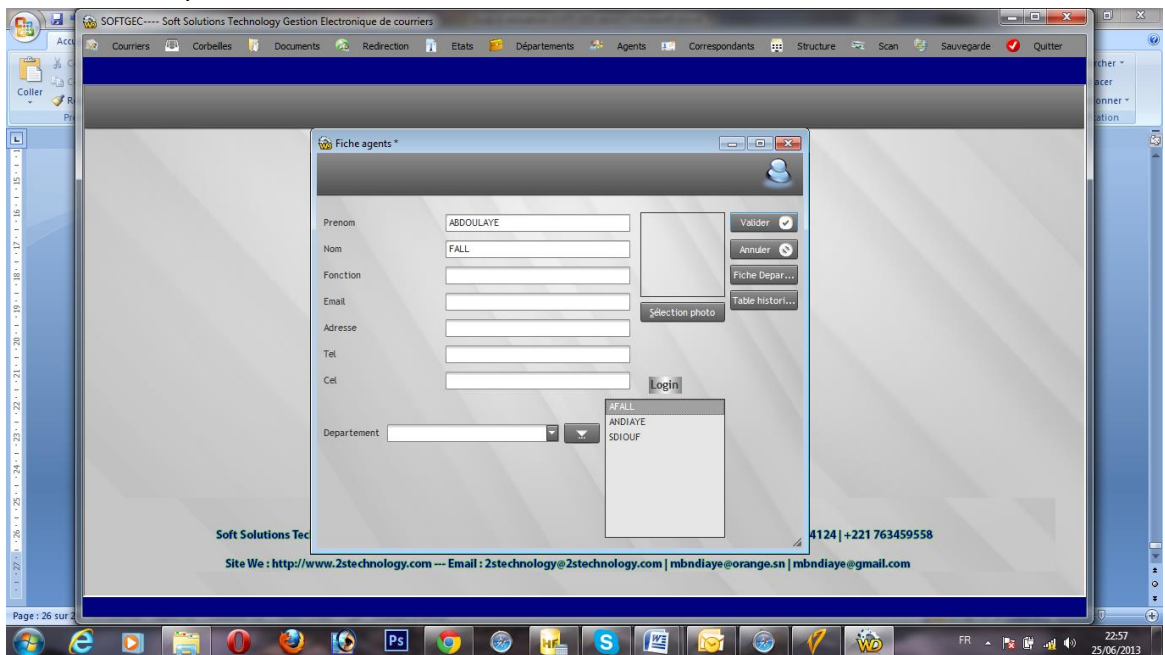 SOFTGEC---- Soft Solutions Technology Gestion Electronique de courriers
Courriers Corbeilles Documents Redirection Etats Départements Agents Correspondants Structure Scan Sauvegarde Quitter
Coller
Fiche agents *
Prenom ABDOULAYE Valider
Nom FALL Annuler
Fonction Fiche Depar...
Email Table histori...
Sélection photo
Adresse
Tel
Cel Login
AFALL
ANDIAYE
Departement
SDIOUF
Soft Solutions Tec 4124 | +221 763459558
Site We : http://www.2stechnology.com --- Email : 2stechnology@2stechnology.com | mbndiaye@orange.sn | mbndiaye@gmail.com
Page : 26 sur 2
Ps HF S W WD FR 22:57
25/06/2013